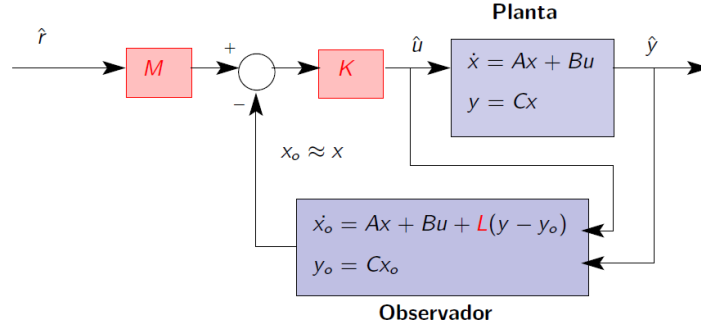 Planta
r̂
M
+
−
K
û
ẋ = Ax + Bu
y = Cx
ŷ
xₒ ≈ x
ẋₒ = Ax + Bu + L(y − yₒ)
yₒ = Cxₒ
Observador